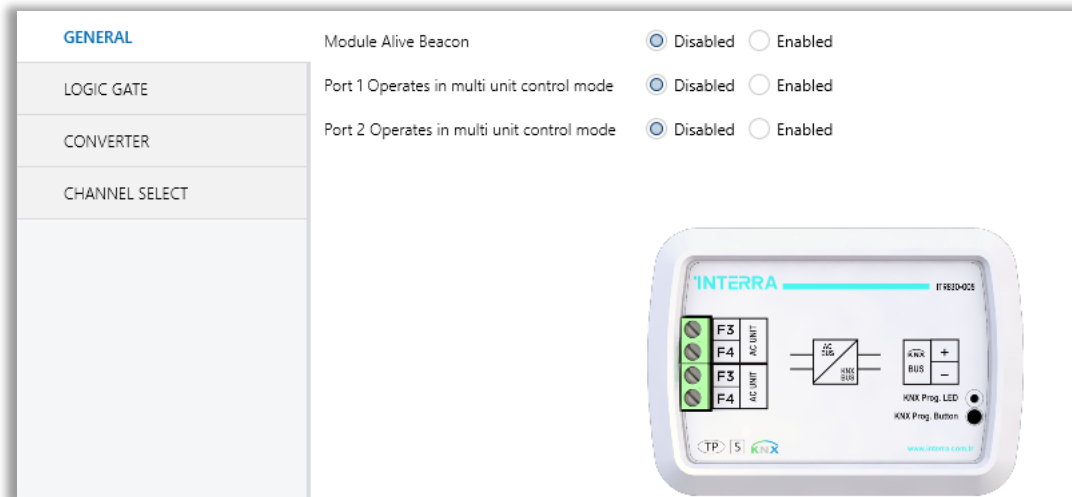 GENERAL
Module Alive Beacon Disabled Enabled
LOGIC GATE
Port 1 Operates in multi unit control mode Disabled Enabled
CONVERTER
Port 2 Operates in multi unit control mode Disabled Enabled
CHANNEL SELECT
INTERRA
F3
F4
AC UNIT
F3
F4
AC UNIT
AC
BUS
KNX
BUS
KNX
BUS
+
−
KNX Prog. LED
KNX Prog. Button
TP S KNX
www.interra.com.tr